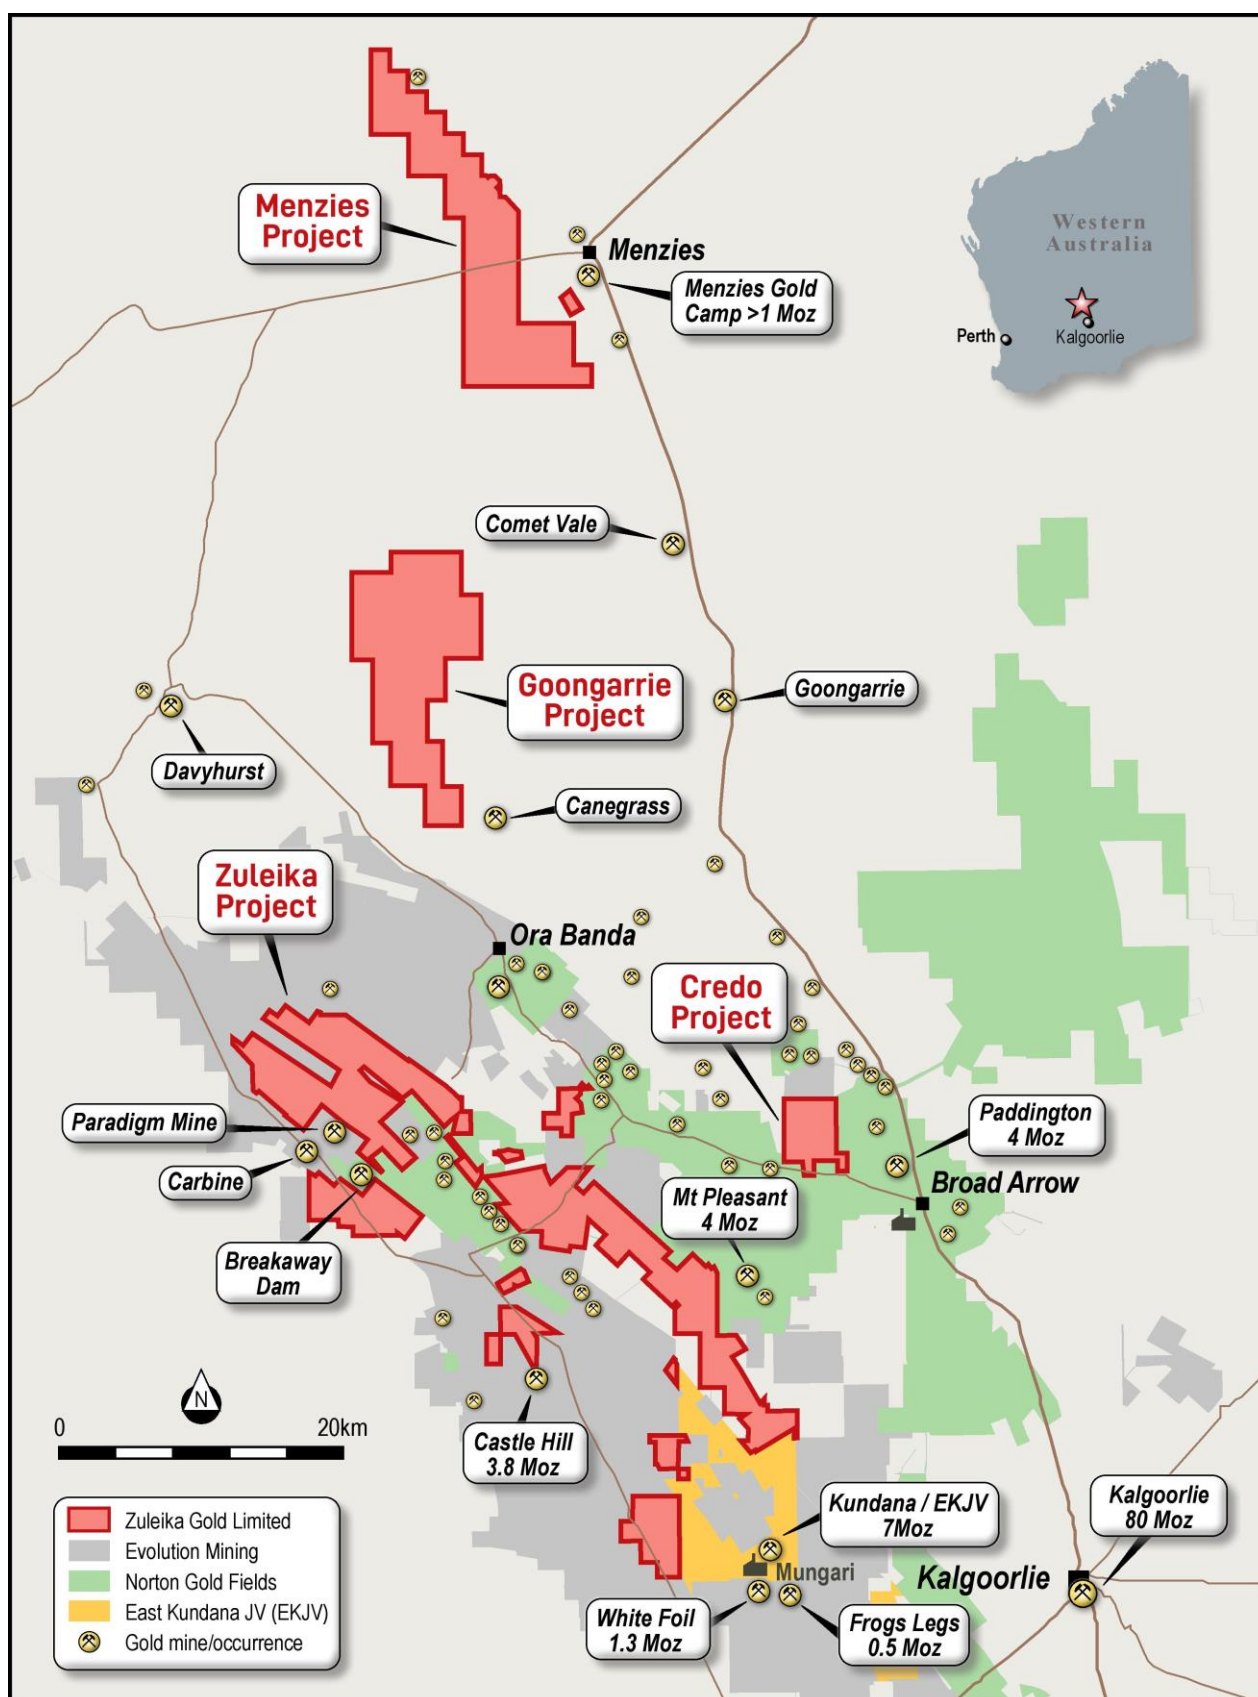 Menzies
Project
Menzies
Menzies Gold
Camp >1 Moz
Western
Australia
Perth
Kalgoorlie
Comet Vale
Goongarrie
Project
Goongarrie
Davyhurst
Canegrass
Zuleika
Project
Ora Banda
Credo
Project
Paradigm Mine
Carbine
Paddington
4 Moz
Broad Arrow
Mt Pleasant
4 Moz
Breakaway
Dam
N
0
20km
Castle Hill
3.8 Moz
Kundana / EKJV
7Moz
Kalgoorlie
80 Moz
Mungari
Kalgoorlie
White Foil
1.3 Moz
Frogs Legs
0.5 Moz
Zuleika Gold Limited
Evolution Mining
Norton Gold Fields
East Kundana JV (EKJV)
Gold mine/occurrence